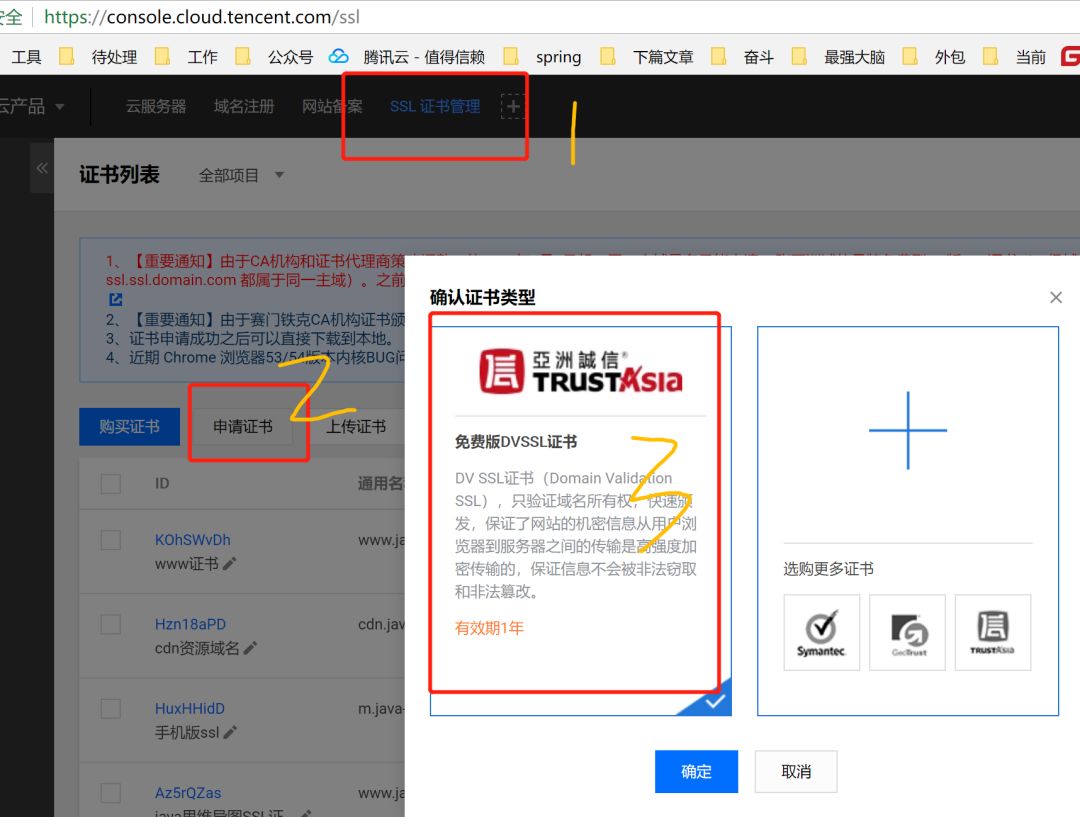 安全 https://console.cloud.tencent.com/ssl
工具 待处理 工作 公众号 腾讯云 - 值得信赖 spring 下篇文章 奋斗 最强大脑 外包 当前
云产品 云服务器 域名注册 网站备案 SSL 证书管理
1
证书列表 全部项目
1、【重要通知】由于CA机构和证书代理商策
ssl.ssl.domain.com 都属于同一主域）。之前
2、【重要通知】由于赛门铁克CA机构证书颁
3、证书申请成功之后可以直接下载到本地。
4、近期 Chrome 浏览器53/54版本内核BUG问
2
购买证书 申请证书 上传证书
ID 通用名
KOhSWvDh www.ja
www证书
Hzn18aPD cdn.jav
cdn资源域名
HuxHHidD m.java-
手机版ssl
Az5rQZas www.ja
java思维导图SSL证
确认证书类型
亞洲誠信®
TRUSTAsia
免费版DVSSL证书
3
DV SSL证书（Domain Validation
SSL），只验证域名所有权，快速颁
发，保证了网站的机密信息从用户浏
览器到服务器之间的传输是高强度加
密传输的，保证信息不会被非法窃取
和非法篡改。
有效期1年
选购更多证书
Symantec. GeoTrust TRUSTAsia
确定 取消